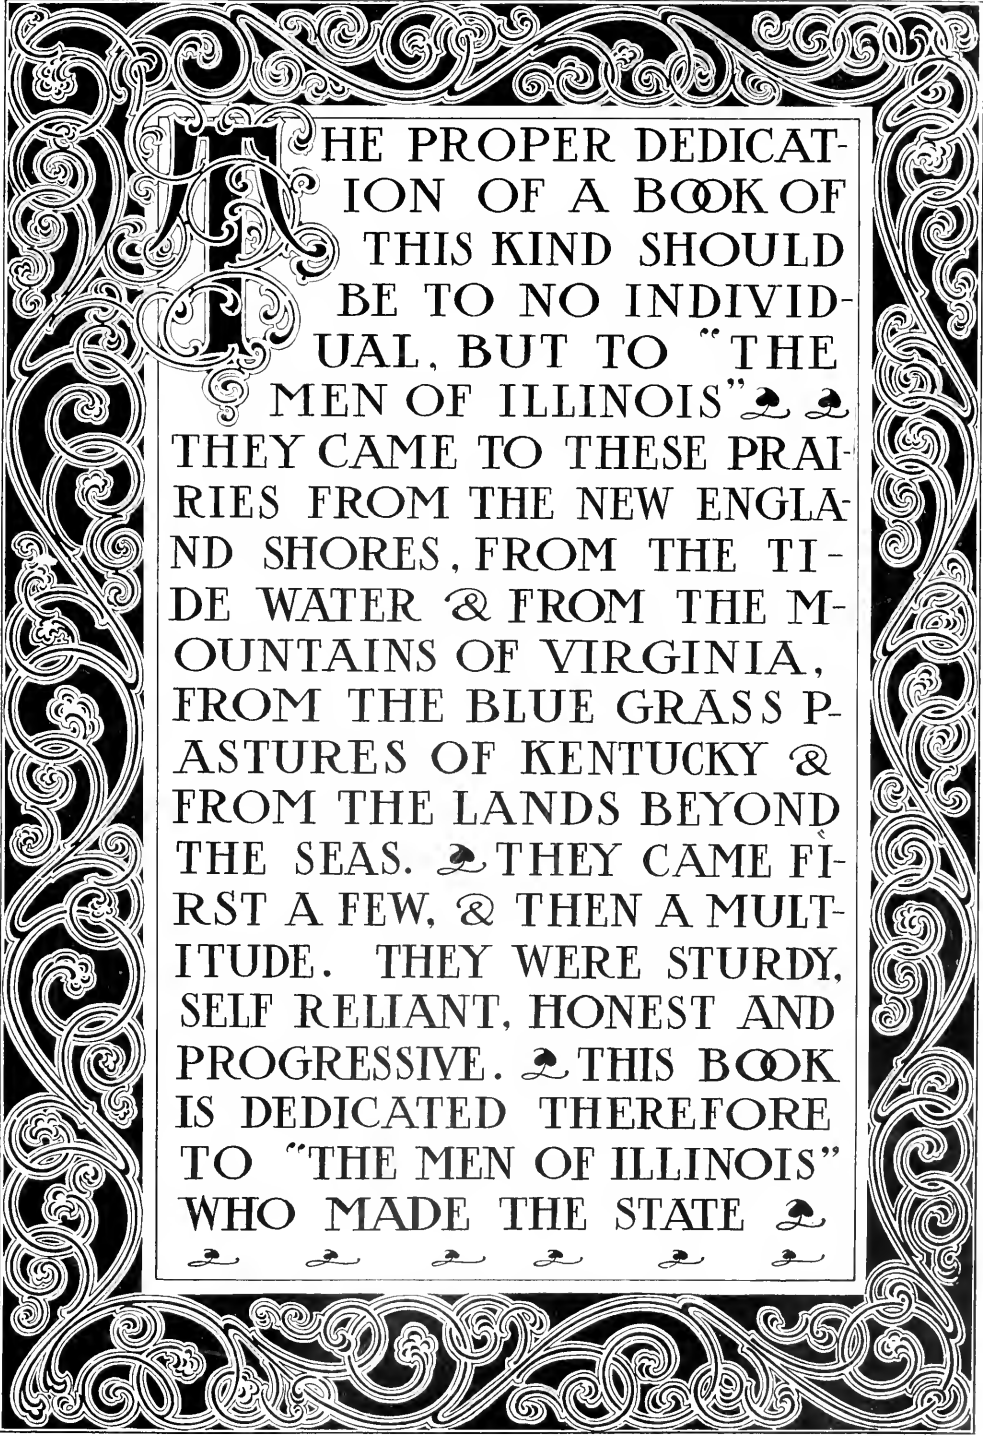 THE PROPER DEDICAT-
ION OF A BOOK OF
THIS KIND SHOULD
BE TO NO INDIVID-
UAL, BUT TO "THE
MEN OF ILLINOIS"
THEY CAME TO THESE PRAI-
RIES FROM THE NEW ENGLA-
ND SHORES, FROM THE TI-
DE WATER & FROM THE M-
OUNTAINS OF VIRGINIA,
FROM THE BLUE GRASS P-
ASTURES OF KENTUCKY &
FROM THE LANDS BEYOND
THE SEAS. THEY CAME FI-
RST A FEW, & THEN A MULT-
ITUDE. THEY WERE STURDY,
SELF RELIANT, HONEST AND
PROGRESSIVE. THIS BOOK
IS DEDICATED THEREFORE
TO "THE MEN OF ILLINOIS"
WHO MADE THE STATE